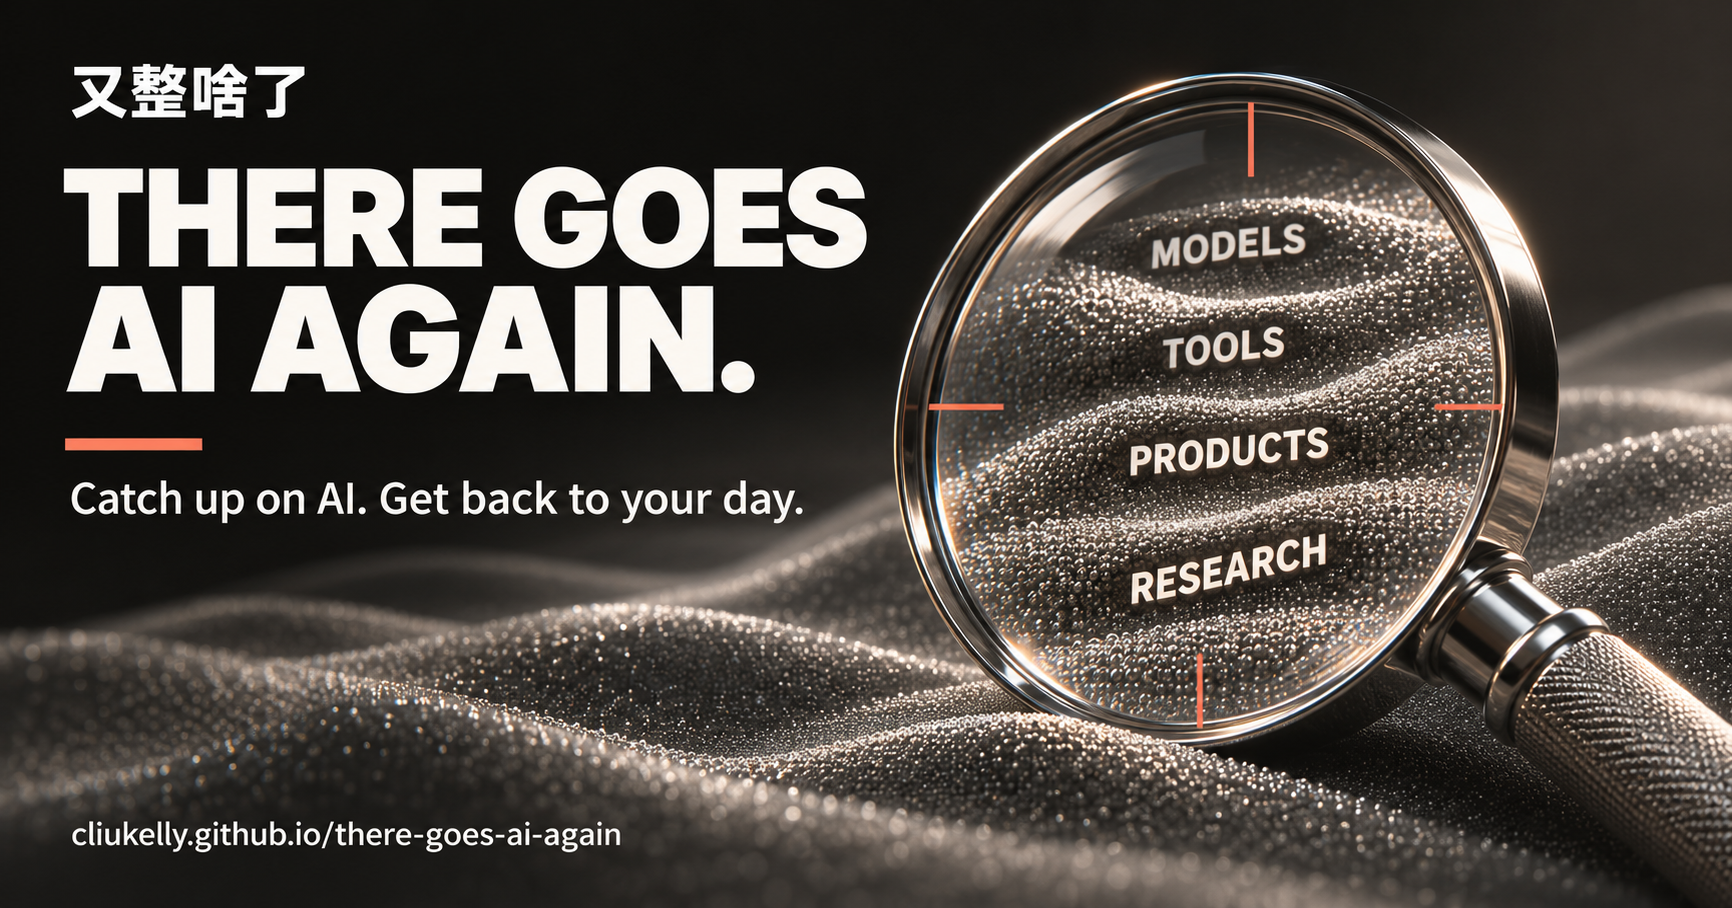 又整啥了
THERE GOES
AI AGAIN.
Catch up on AI. Get back to your day.
MODELS
TOOLS
PRODUCTS
RESEARCH
cliukelly.github.io/there-goes-ai-again